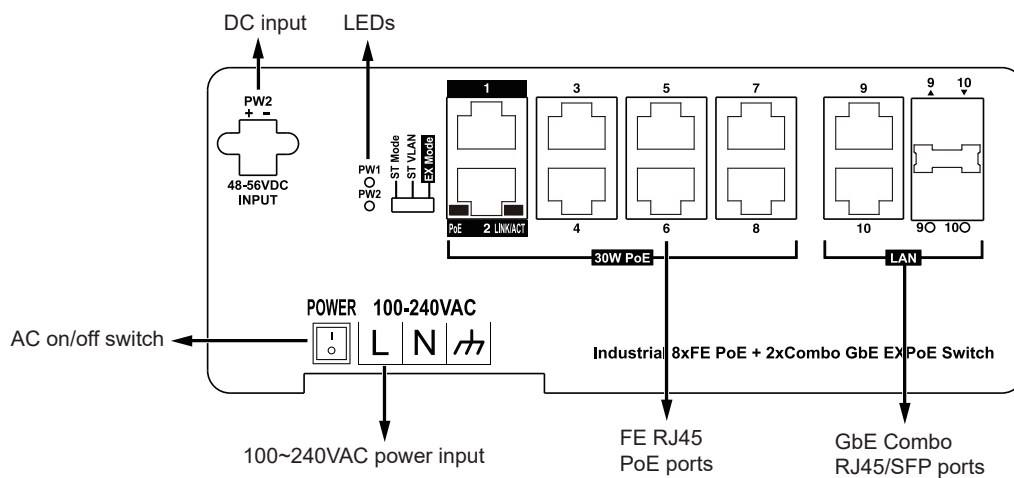 DC input
LEDs
PW2
+ -
48-56VDC
INPUT
PW1
PW2
ST Mode
ST VLAN
EX Mode
1
3
5
7
9
9
10
PoE
2
LINK/ACT
4
6
8
10
9
10
30W PoE
LAN
POWER
100-240VAC
I
O
L
N
AC on/off switch
Industrial 8xFE PoE + 2xCombo GbE EXPoE Switch
100~240VAC power input
FE RJ45
PoE ports
GbE Combo
RJ45/SFP ports